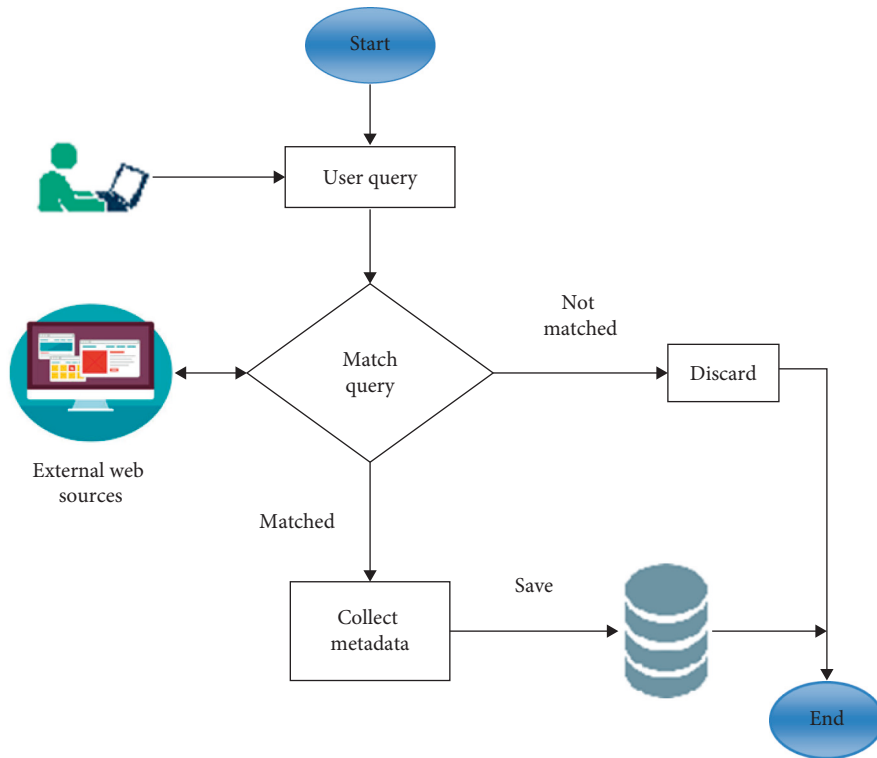 Start
User query
Not
matched
Match
query
Discard
External web
sources
Matched
Save
Collect
metadata
End